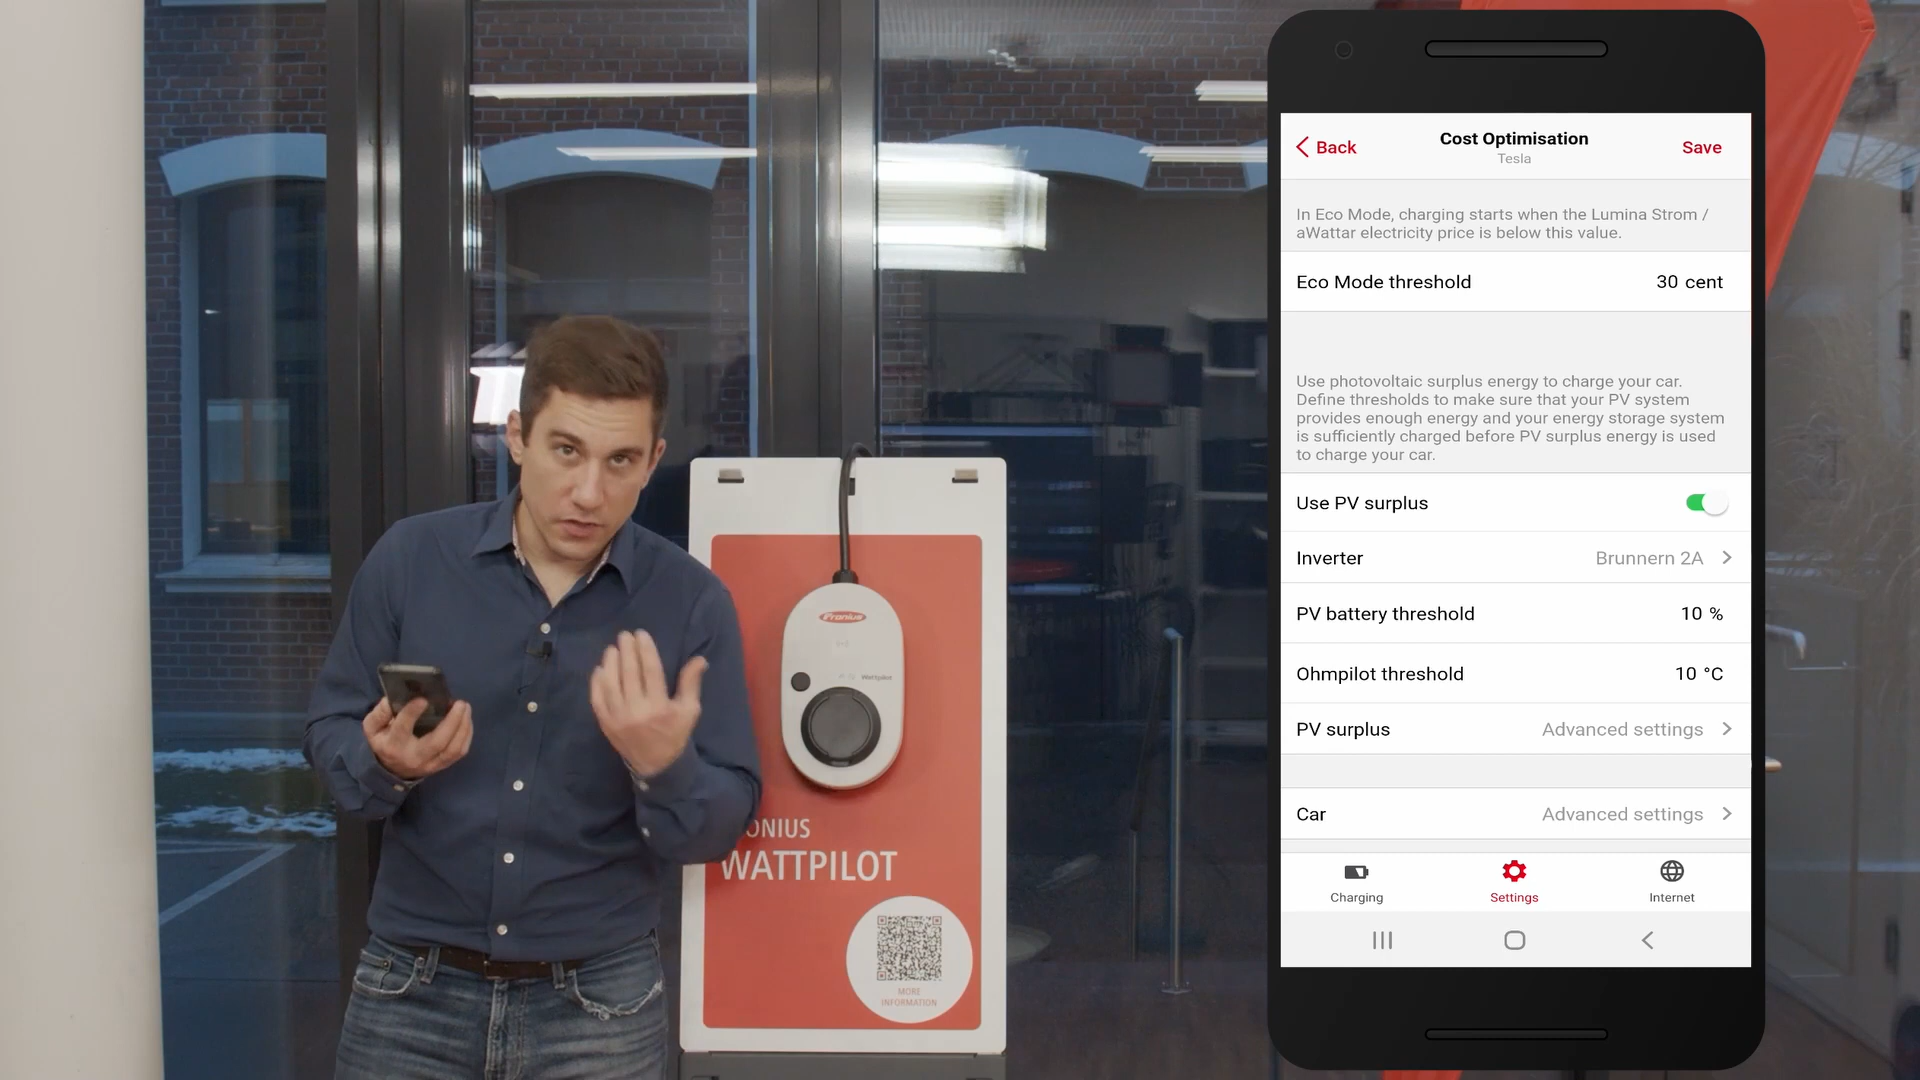 Fronius
Wattpilot
ONIUS
WATTPILOT
MORE
INFORMATION
Back
Cost Optimisation
Save
Tesla
In Eco Mode, charging starts when the Lumina Strom /
aWattar electricity price is below this value.
Eco Mode threshold 30 cent
Use photovoltaic surplus energy to charge your car.
Define thresholds to make sure that your PV system
provides enough energy and your energy storage system
is sufficiently charged before PV surplus energy is used
to charge your car.
Use PV surplus
Inverter Brunnern 2A
PV battery threshold 10 %
Ohmpilot threshold 10 °C
PV surplus Advanced settings
Car Advanced settings
Charging Settings Internet